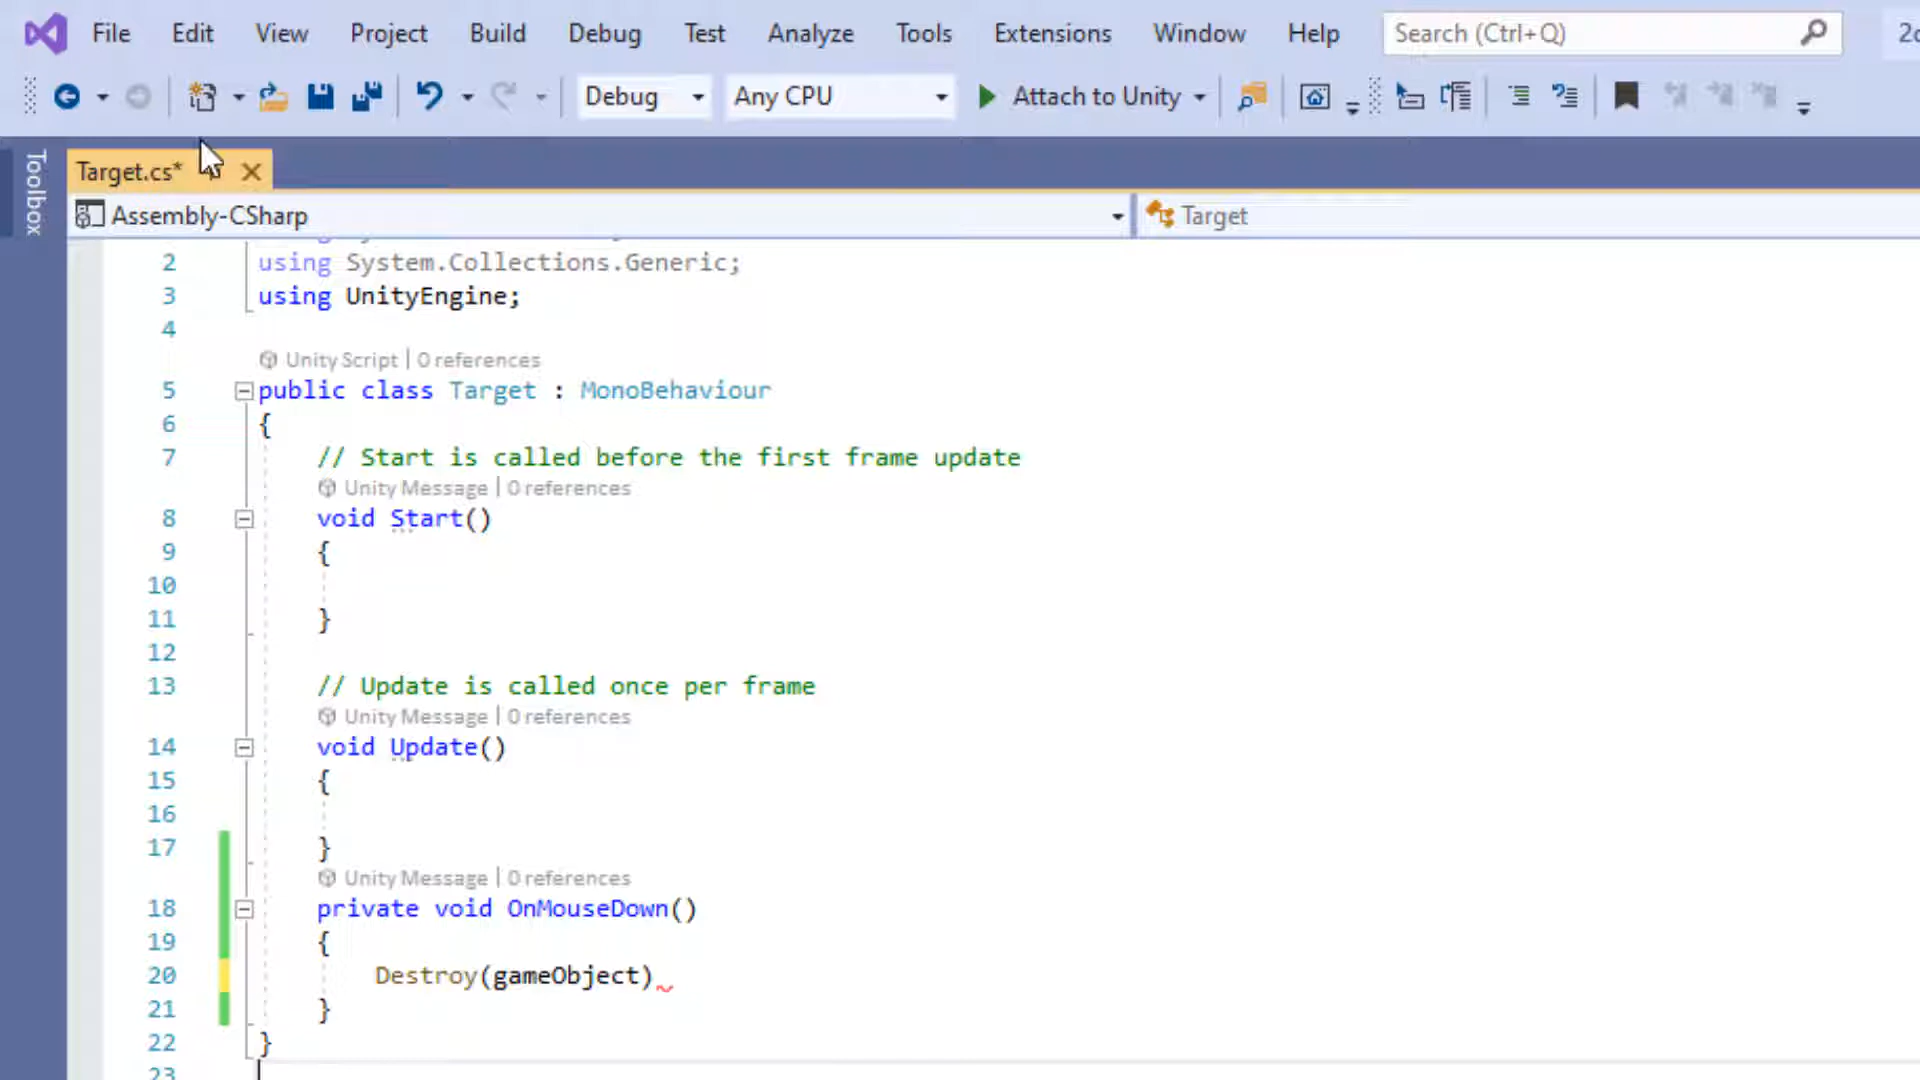 File Edit View Project Build Debug Test Analyze Tools Extensions Window Help Search (Ctrl+Q)
Debug Any CPU Attach to Unity
Toolbox
Target.cs*
Assembly-CSharp Target
2 using System.Collections.Generic;
3 using UnityEngine;
4
Unity Script | 0 references
5 public class Target : MonoBehaviour
6 {
7 // Start is called before the first frame update
Unity Message | 0 references
8 void Start()
9 {
10
11 }
12
13 // Update is called once per frame
Unity Message | 0 references
14 void Update()
15 {
16
17 }
Unity Message | 0 references
18 private void OnMouseDown()
19 {
20 Destroy(gameObject)
21 }
22 }
23